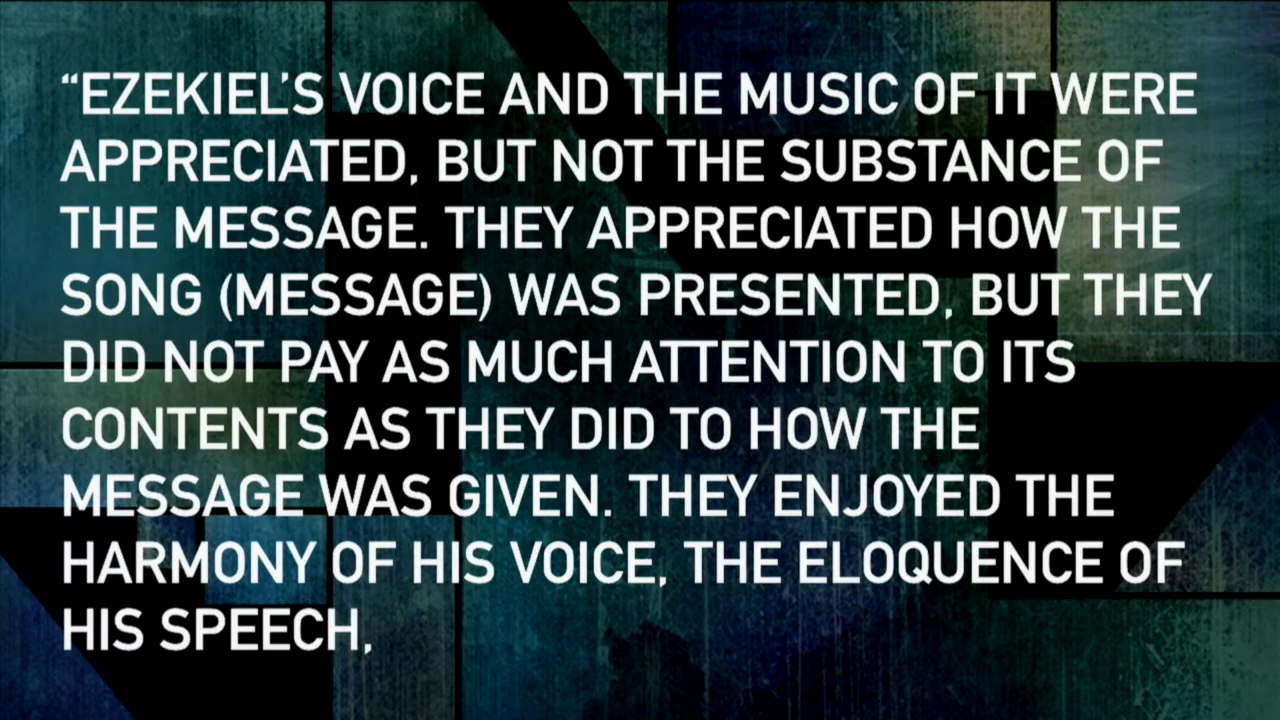 “EZEKIEL’S VOICE AND THE MUSIC OF IT WERE
APPRECIATED, BUT NOT THE SUBSTANCE OF
THE MESSAGE. THEY APPRECIATED HOW THE
SONG (MESSAGE) WAS PRESENTED, BUT THEY
DID NOT PAY AS MUCH ATTENTION TO ITS
CONTENTS AS THEY DID TO HOW THE
MESSAGE WAS GIVEN. THEY ENJOYED THE
HARMONY OF HIS VOICE, THE ELOQUENCE OF
HIS SPEECH,